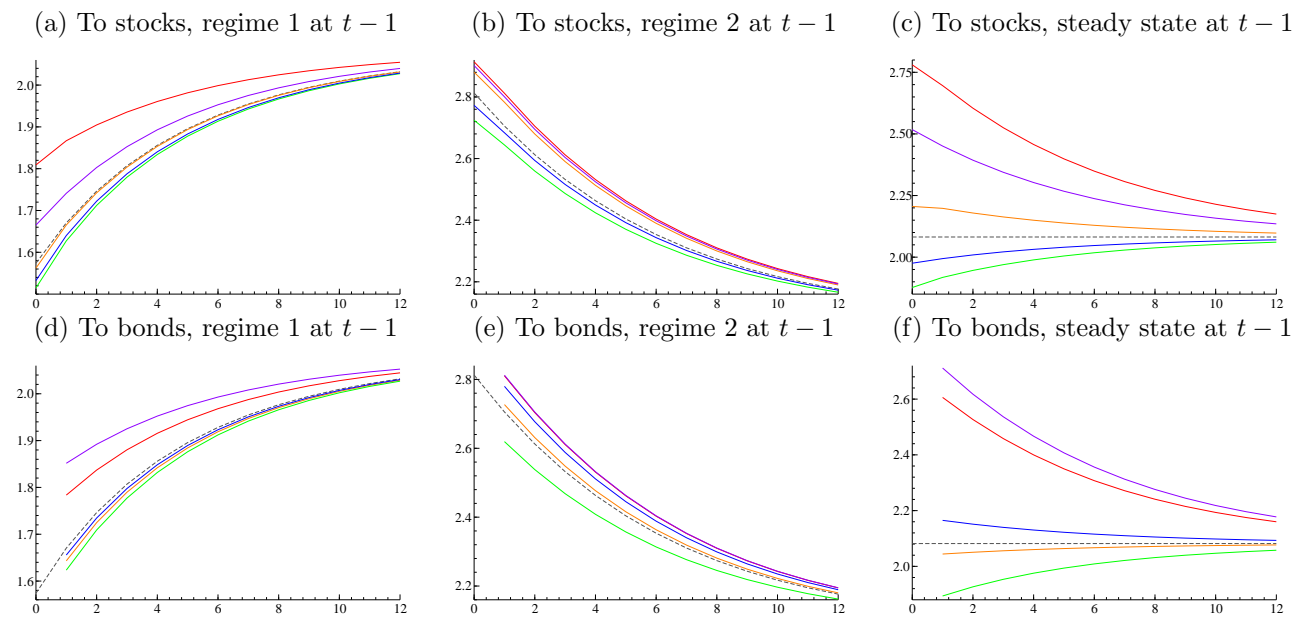 (a) To stocks, regime 1 at t − 1
(b) To stocks, regime 2 at t − 1
(c) To stocks, steady state at t − 1
2.0
1.9
1.8
1.7
1.6
0 2 4 6 8 10 12
2.8
2.6
2.4
2.2
0 2 4 6 8 10 12
2.75
2.50
2.25
2.00
0 2 4 6 8 10 12
(d) To bonds, regime 1 at t − 1
(e) To bonds, regime 2 at t − 1
(f) To bonds, steady state at t − 1
2.0
1.9
1.8
1.7
1.6
0 2 4 6 8 10 12
2.8
2.6
2.4
2.2
0 2 4 6 8 10 12
2.6
2.4
2.2
2.0
0 2 4 6 8 10 12